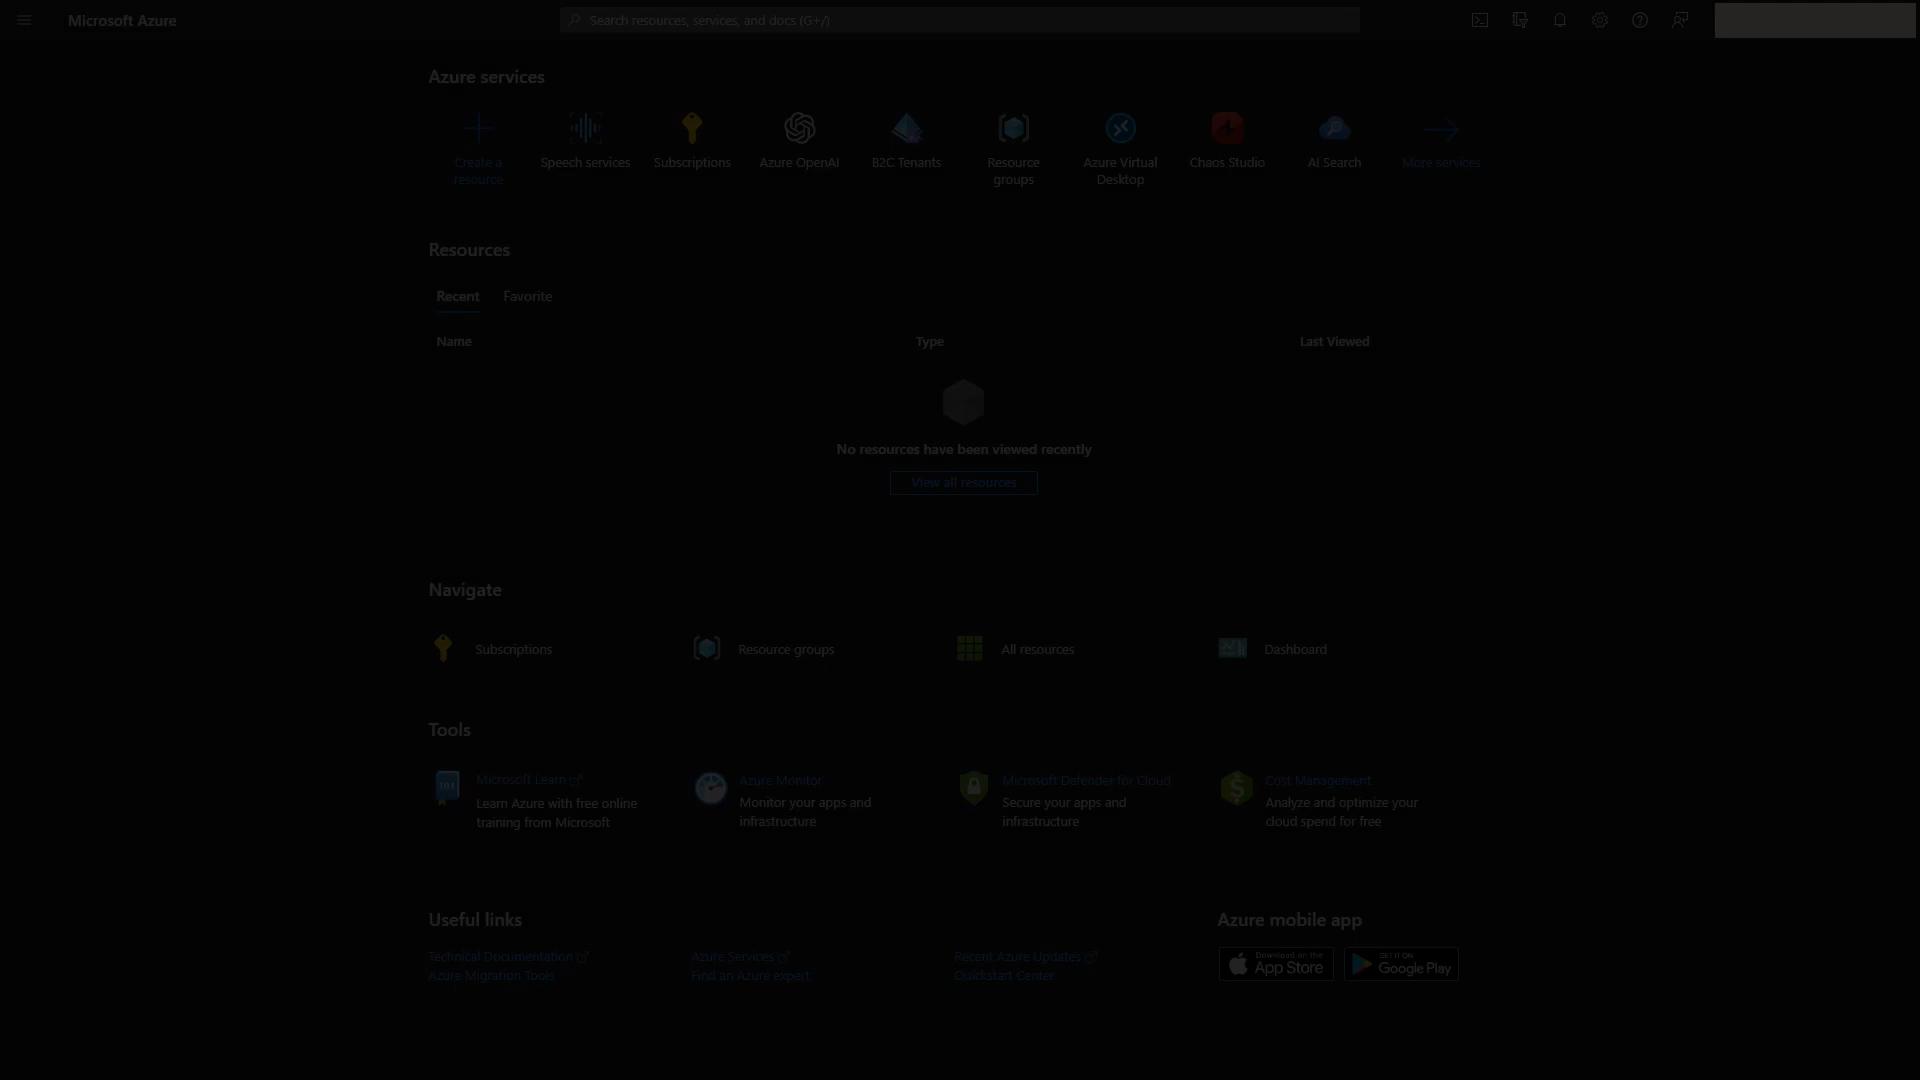 Microsoft Azure
Search resources, services, and docs (G+/)
Azure services
Create a
resource
Speech services
Subscriptions
Azure OpenAI
B2C Tenants
Resource
groups
Azure Virtual
Desktop
Chaos Studio
AI Search
More services
Resources
Recent
Favorite
Name
Type
Last Viewed
No resources have been viewed recently
View all resources
Navigate
Subscriptions
Resource groups
All resources
Dashboard
Tools
Microsoft Learn
Learn Azure with free online
training from Microsoft
Azure Monitor
Monitor your apps and
infrastructure
Microsoft Defender for Cloud
Secure your apps and
infrastructure
Cost Management
Analyze and optimize your
cloud spend for free
Useful links
Technical Documentation
Azure Migration Tools
Azure Services
Find an Azure expert
Recent Azure Updates
Quickstart Center
Azure mobile app
Download on the
App Store
GET IT ON
Google Play